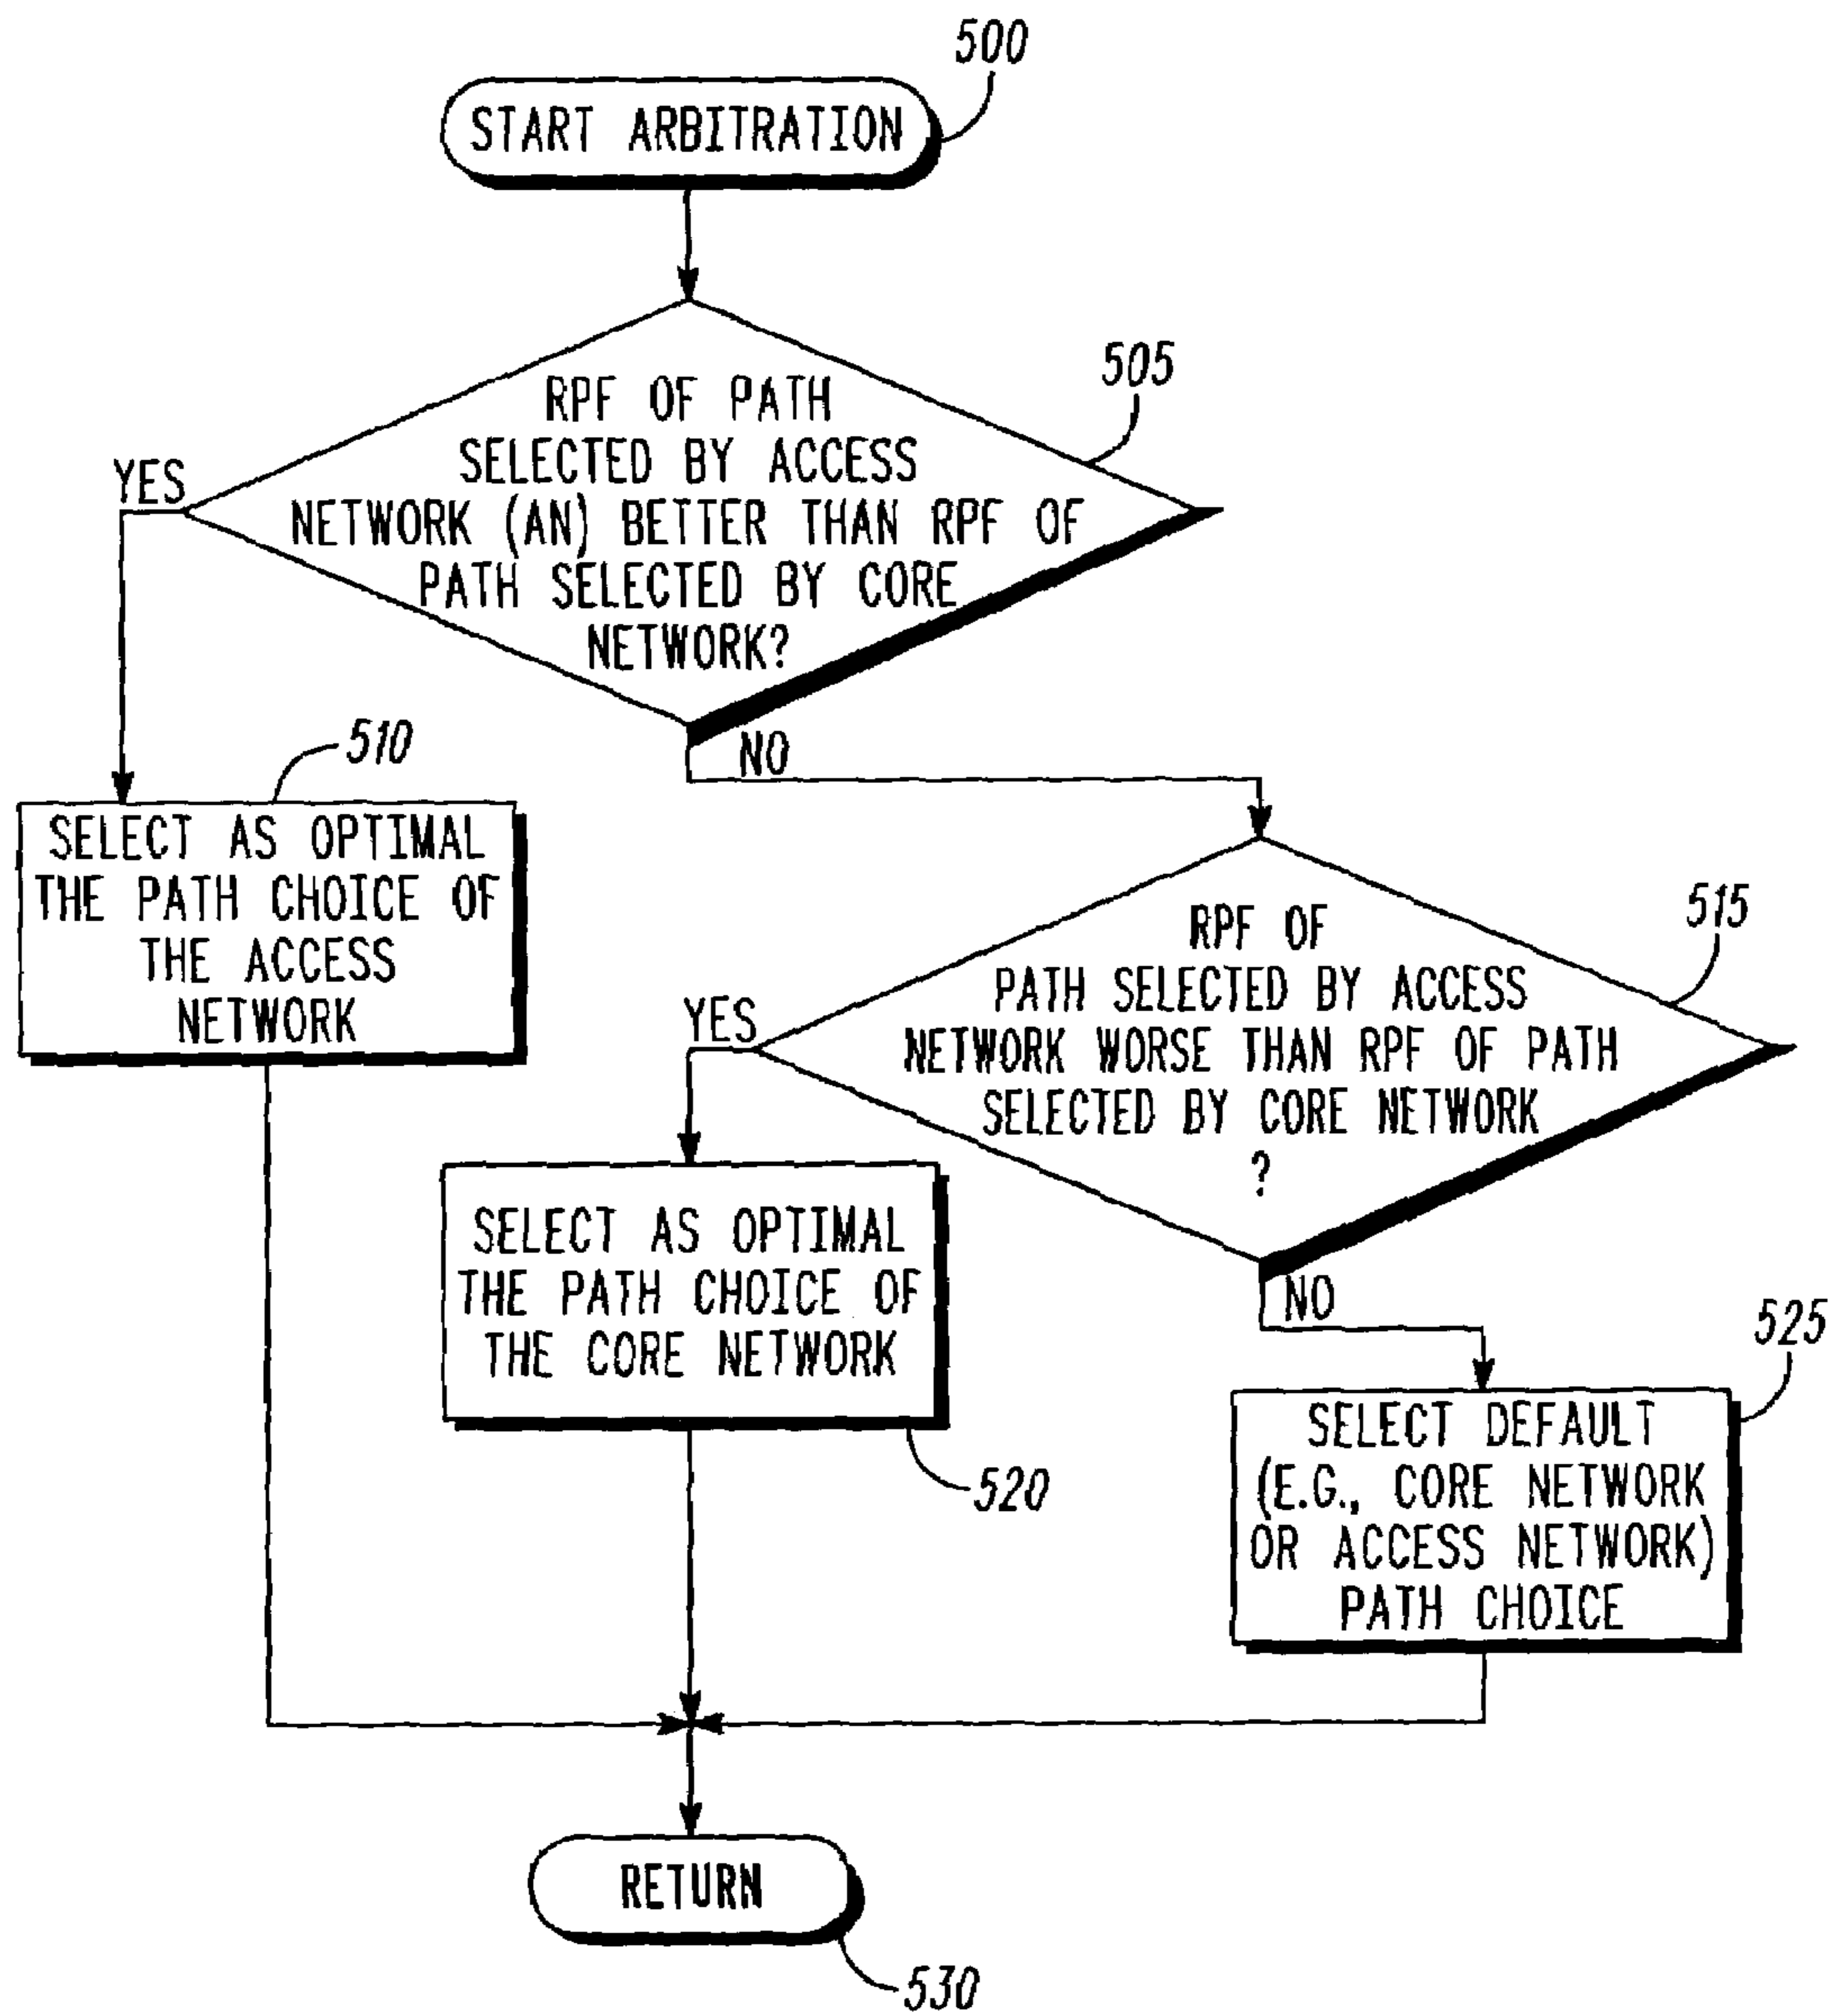 500
START ARBITRATION
505
RPF OF PATH
SELECTED BY ACCESS
NETWORK (AN) BETTER THAN RPF OF
PATH SELECTED BY CORE
NETWORK?
YES
NO
510
SELECT AS OPTIMAL
THE PATH CHOICE OF
THE ACCESS
NETWORK
515
RPF OF
PATH SELECTED BY ACCESS
NETWORK WORSE THAN RPF OF PATH
SELECTED BY CORE NETWORK
?
YES
NO
SELECT AS OPTIMAL
THE PATH CHOICE OF
THE CORE NETWORK
520
525
SELECT DEFAULT
(E.G., CORE NETWORK
OR ACCESS NETWORK)
PATH CHOICE
RETURN
530